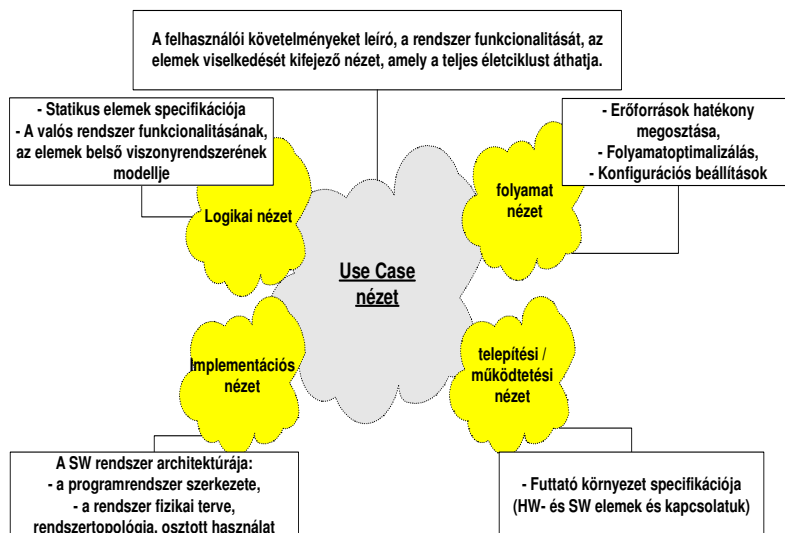 A felhasználói követelményeket leíró, a rendszer funkcionalitását, az
elemek viselkedését kifejező nézet, amely a teljes életciklust áthatja.
- Statikus elemek specifikációja
- A valós rendszer funkcionalitásának,
az elemek belső viszonyrendszerének
modellje
- Erőforrások hatékony
megosztása,
- Folyamatoptimalizálás,
- Konfigurációs beállítások
Logikai nézet
folyamat
nézet
Use Case
nézet
Implementációs
nézet
telepítési /
működtetési
nézet
A SW rendszer architektúrája:
- a programrendszer szerkezete,
- a rendszer fizikai terve,
rendszertopológia, osztott használat
- Futtató környezet specifikációja
(HW- és SW elemek és kapcsolatuk)